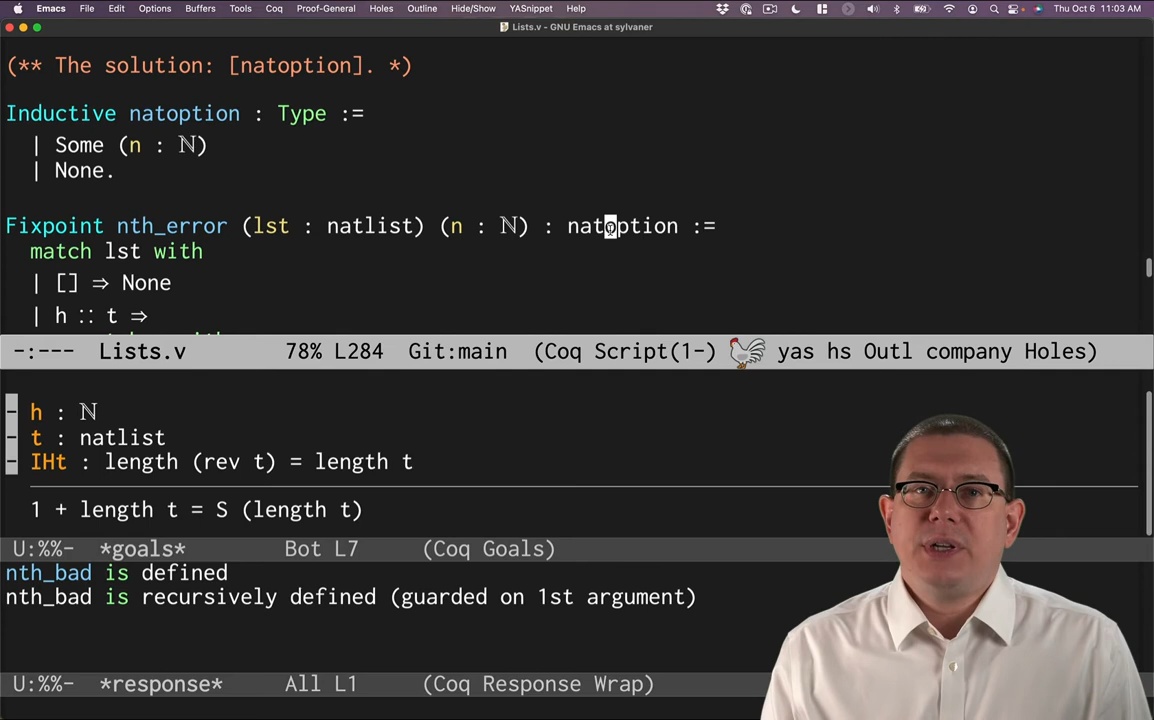 Emacs File Edit Options Buffers Tools Coq Proof-General Holes Outline Hide/Show YASnippet Help Thu Oct 6 11:03 AM
Lists.v - GNU Emacs at sylvaner
(** The solution: [natoption]. *)
Inductive natoption : Type :=
| Some (n : ℕ)
| None.
Fixpoint nth_error (lst : natlist) (n : ℕ) : natoption :=
match lst with
| [] ⇒ None
| h :: t ⇒
-:--- Lists.v 78% L284 Git:main (Coq Script(1-) yas hs Outl company Holes)
- h : ℕ
- t : natlist
- IHt : length (rev t) = length t
1 + length t = S (length t)
U:%%- *goals* Bot L7 (Coq Goals)
nth_bad is defined
nth_bad is recursively defined (guarded on 1st argument)
U:%%- *response* All L1 (Coq Response Wrap)